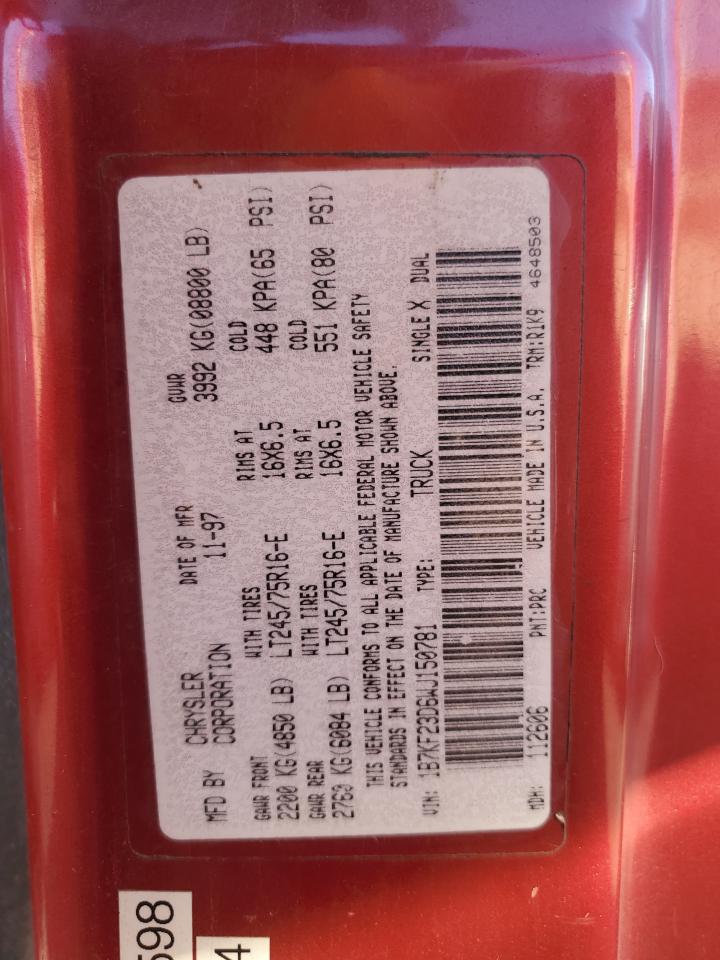 MFD BY CHRYSLER CORPORATION DATE OF MFR 11-97 GVWR 3992 KG(08800 LB)
GAWR FRONT WITH TIRES RIMS AT COLD
2200 KG(4850 LB) LT245/75R16-E 16X6.5 448 KPA(65 PSI)
GAWR REAR WITH TIRES RIMS AT COLD
2760 KG(6084 LB) LT245/75R16-E 16X6.5 551 KPA(80 PSI)
THIS VEHICLE CONFORMS TO ALL APPLICABLE FEDERAL MOTOR VEHICLE SAFETY
STANDARDS IN EFFECT ON THE DATE OF MANUFACTURE SHOWN ABOVE.
VIN: 1B7KF23D6WJ150781 TYPE: TRUCK SINGLE X DUAL
MDH: 112606 PNT:PRC VEHICLE MADE IN U.S.A. TRM:R1K9 4648503
598
4